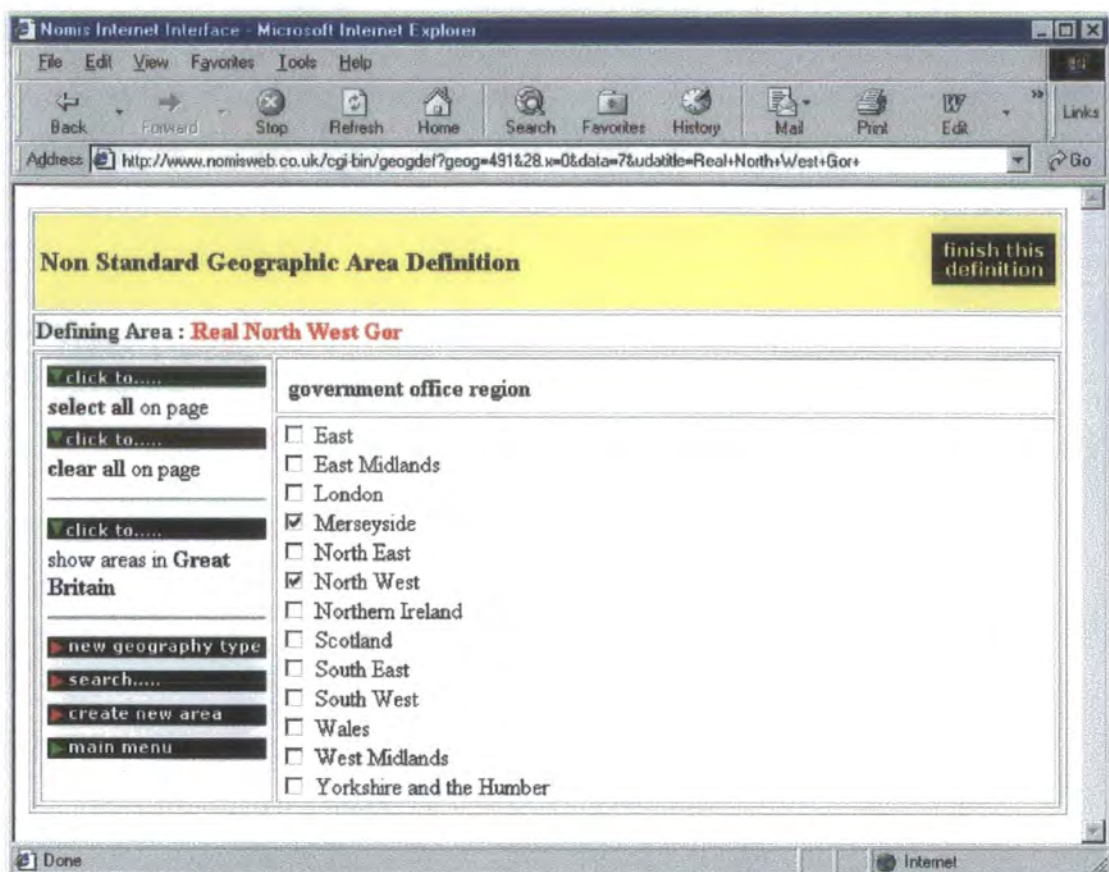 Nomis Internet Interface - Microsoft Internet Explorer
File Edit View Favorites Tools Help
Back Forward Stop Refresh Home Search Favorites History Mail Print Edit » Links
Address http://www.nomisweb.co.uk/cgi-bin/geogdef?geog=491&28.x=0&data=7&udatitle=Real+North+West+Gor+ Go
Non Standard Geographic Area Definition
finish this
definition
Defining Area : Real North West Gor
click to.....
select all on page
click to.....
clear all on page
click to.....
show areas in Great
Britain
new geography type
search.....
create new area
main menu
government office region
East
East Midlands
London
Merseyside
North East
North West
Northern Ireland
Scotland
South East
South West
Wales
West Midlands
Yorkshire and the Humber
Done Internet